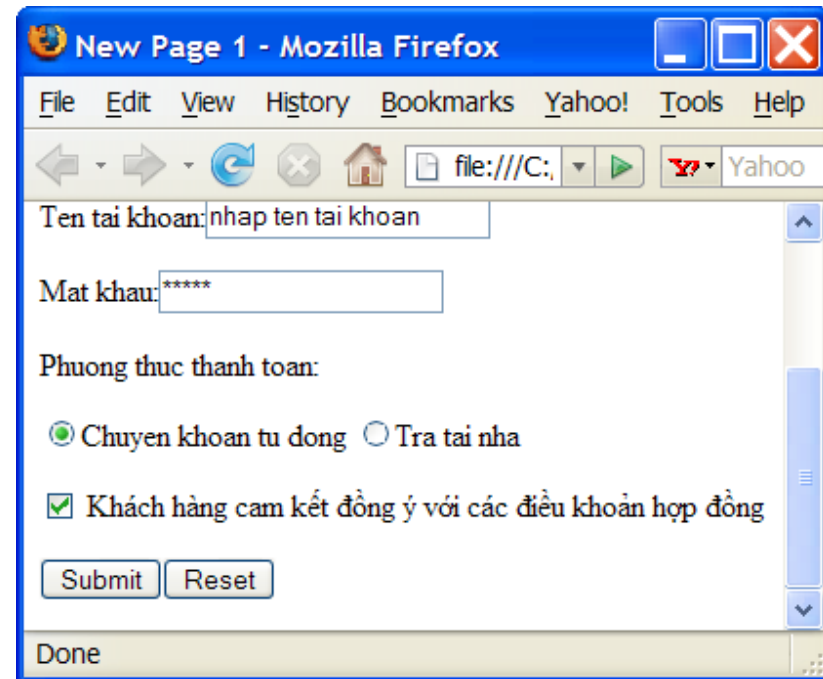 New Page 1 - Mozilla Firefox
File Edit View History Bookmarks Yahoo! Tools Help
file:///C:, Y? Yahoo
Ten tai khoan:nhap ten tai khoan
Mat khau:*****
Phuong thuc thanh toan:
Chuyen khoan tu dong Tra tai nha
Khách hàng cam kết đồng ý với các điều khoản hợp đồng
Submit Reset
Done